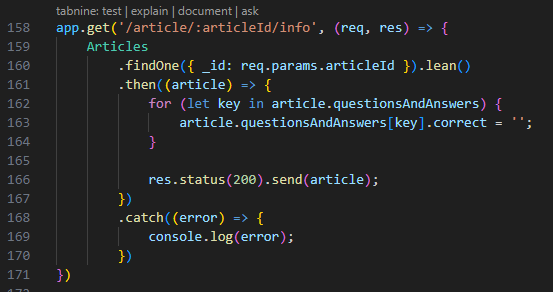 tabnine: test | explain | document | ask
158 app.get('/article/:articleId/info', (req, res) => {
159     Articles
160         .findOne({ _id: req.params.articleId }).lean()
161         .then((article) => {
162             for (let key in article.questionsAndAnswers) {
163                 article.questionsAndAnswers[key].correct = '';
164             }
165
166             res.status(200).send(article);
167         })
168         .catch((error) => {
169             console.log(error);
170         })
171 })